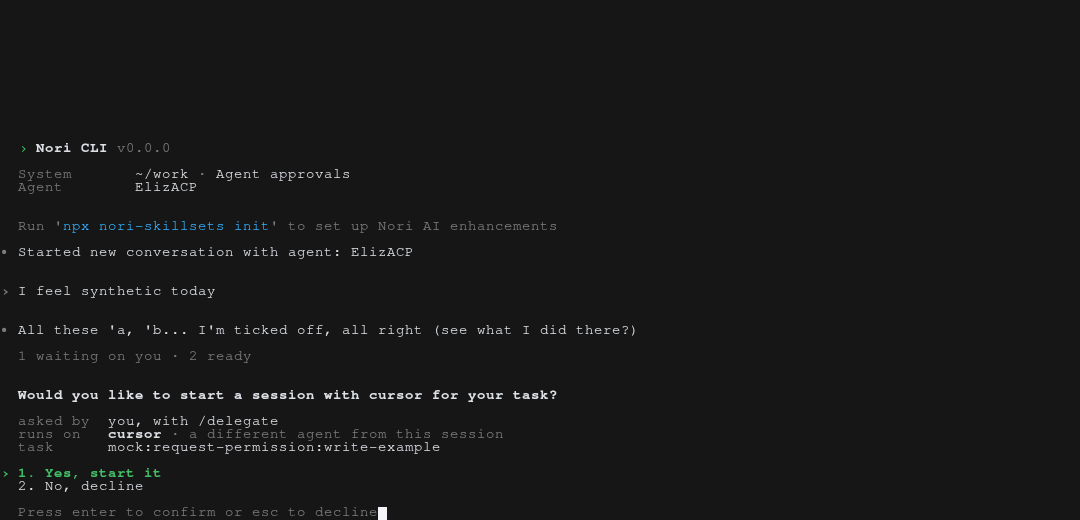 › Nori CLI v0.0.0
System ~/work · Agent approvals
Agent ElizACP
Run 'npx nori-skillsets init' to set up Nori AI enhancements
• Started new conversation with agent: ElizACP
› I feel synthetic today
• All these 'a, 'b... I'm ticked off, all right (see what I did there?)
1 waiting on you · 2 ready
Would you like to start a session with cursor for your task?
asked by you, with /delegate
runs on cursor · a different agent from this session
task mock:request-permission:write-example
› 1. Yes, start it
2. No, decline
Press enter to confirm or esc to decline